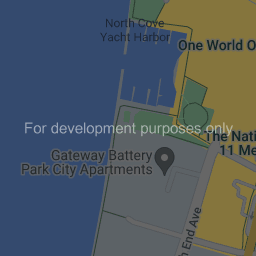 North Cove
Yacht Harbor
One World O
For development purposes only
The Nati
11 Me
Gateway Battery
Park City Apartments
h End Ave